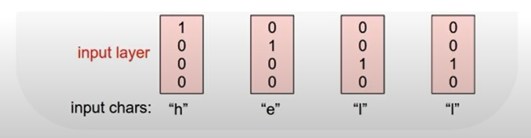 1 0 0 0
0 1 0 0
input layer
0 0 1 1
0 0 0 0
input chars: “h” “e” “l” “l”